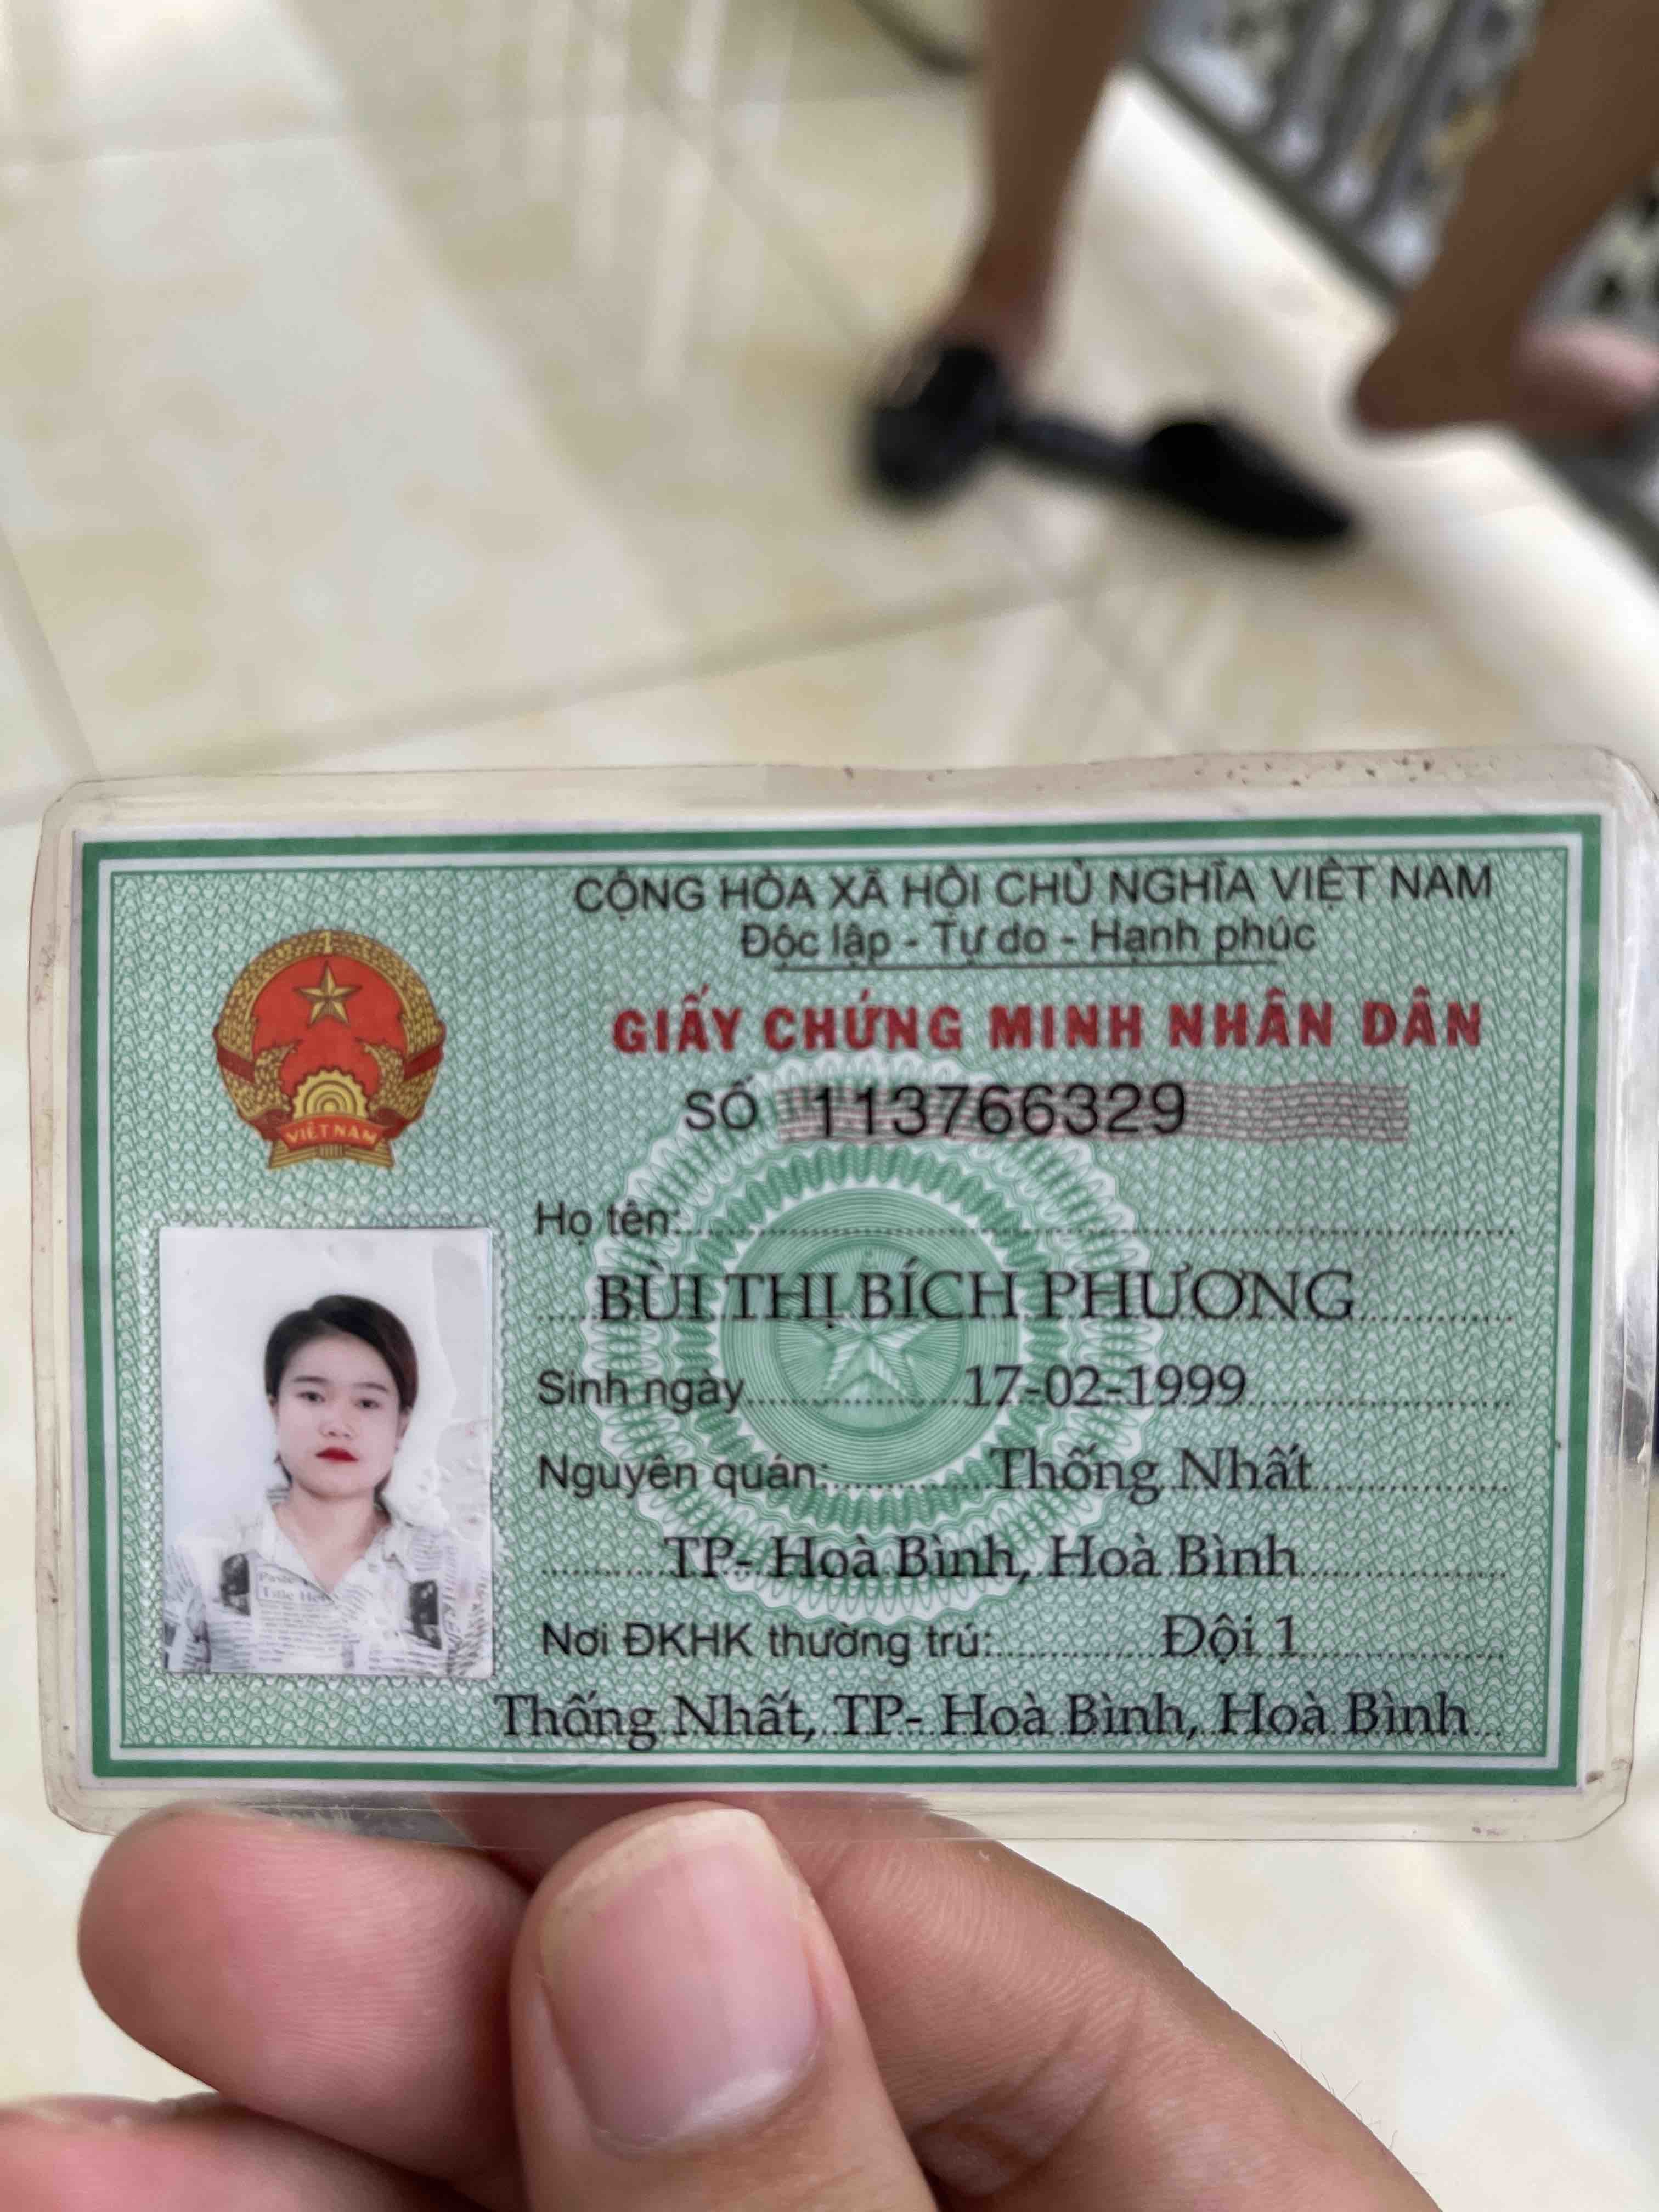 CỘNG HÒA XÃ HỘI CHỦ NGHĨA VIỆT NAM
Độc lập - Tự do - Hạnh phúc
GIẤY CHỨNG MINH NHÂN DÂN
SỐ 113766329
VIỆT NAM
Họ tên:
BÙI THỊ BÍCH PHƯƠNG
Sinh ngày 17-02-1999
Nguyên quán: Thống Nhất
TP- Hoà Bình, Hoà Bình
Nơi ĐKHK thường trú: Đội 1
Thống Nhất, TP- Hoà Bình, Hoà Bình